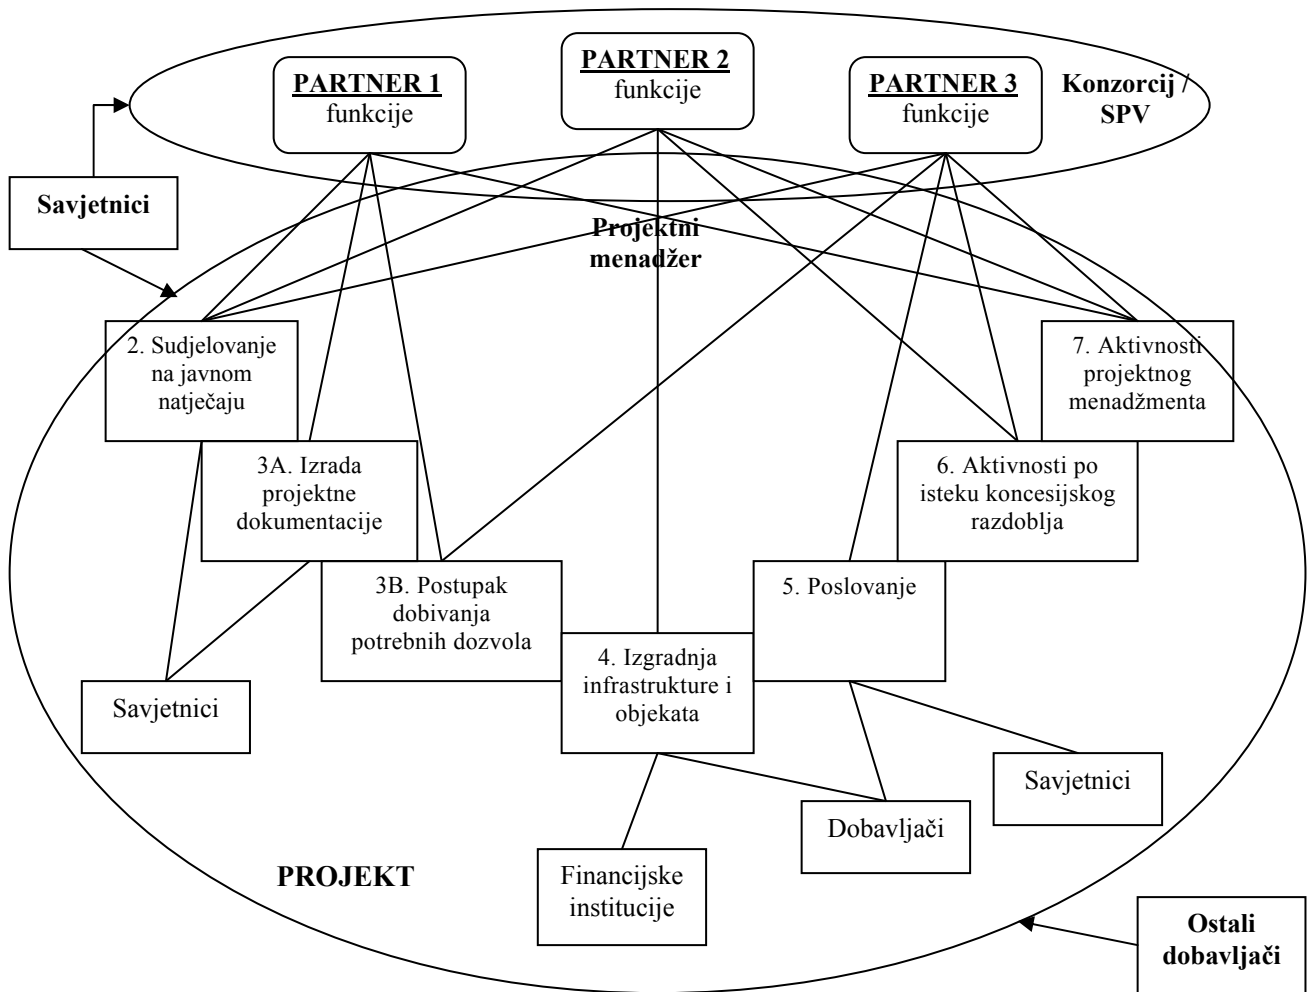 PARTNER 1
funkcije
PARTNER 2
funkcije
PARTNER 3
funkcije
Konzorcij /
SPV
Savjetnici
Projektni
menadžer
2. Sudjelovanje
na javnom
natječaju
7. Aktivnosti
projektnog
menadžmenta
3A. Izrada
projektne
dokumentacije
6. Aktivnosti po
isteku koncesijskog
razdoblja
3B. Postupak
dobivanja
potrebnih dozvola
5. Poslovanje
4. Izgradnja
infrastrukture i
objekata
Savjetnici
Savjetnici
Dobavljači
Financijske
institucije
PROJEKT
Ostali
dobavljači